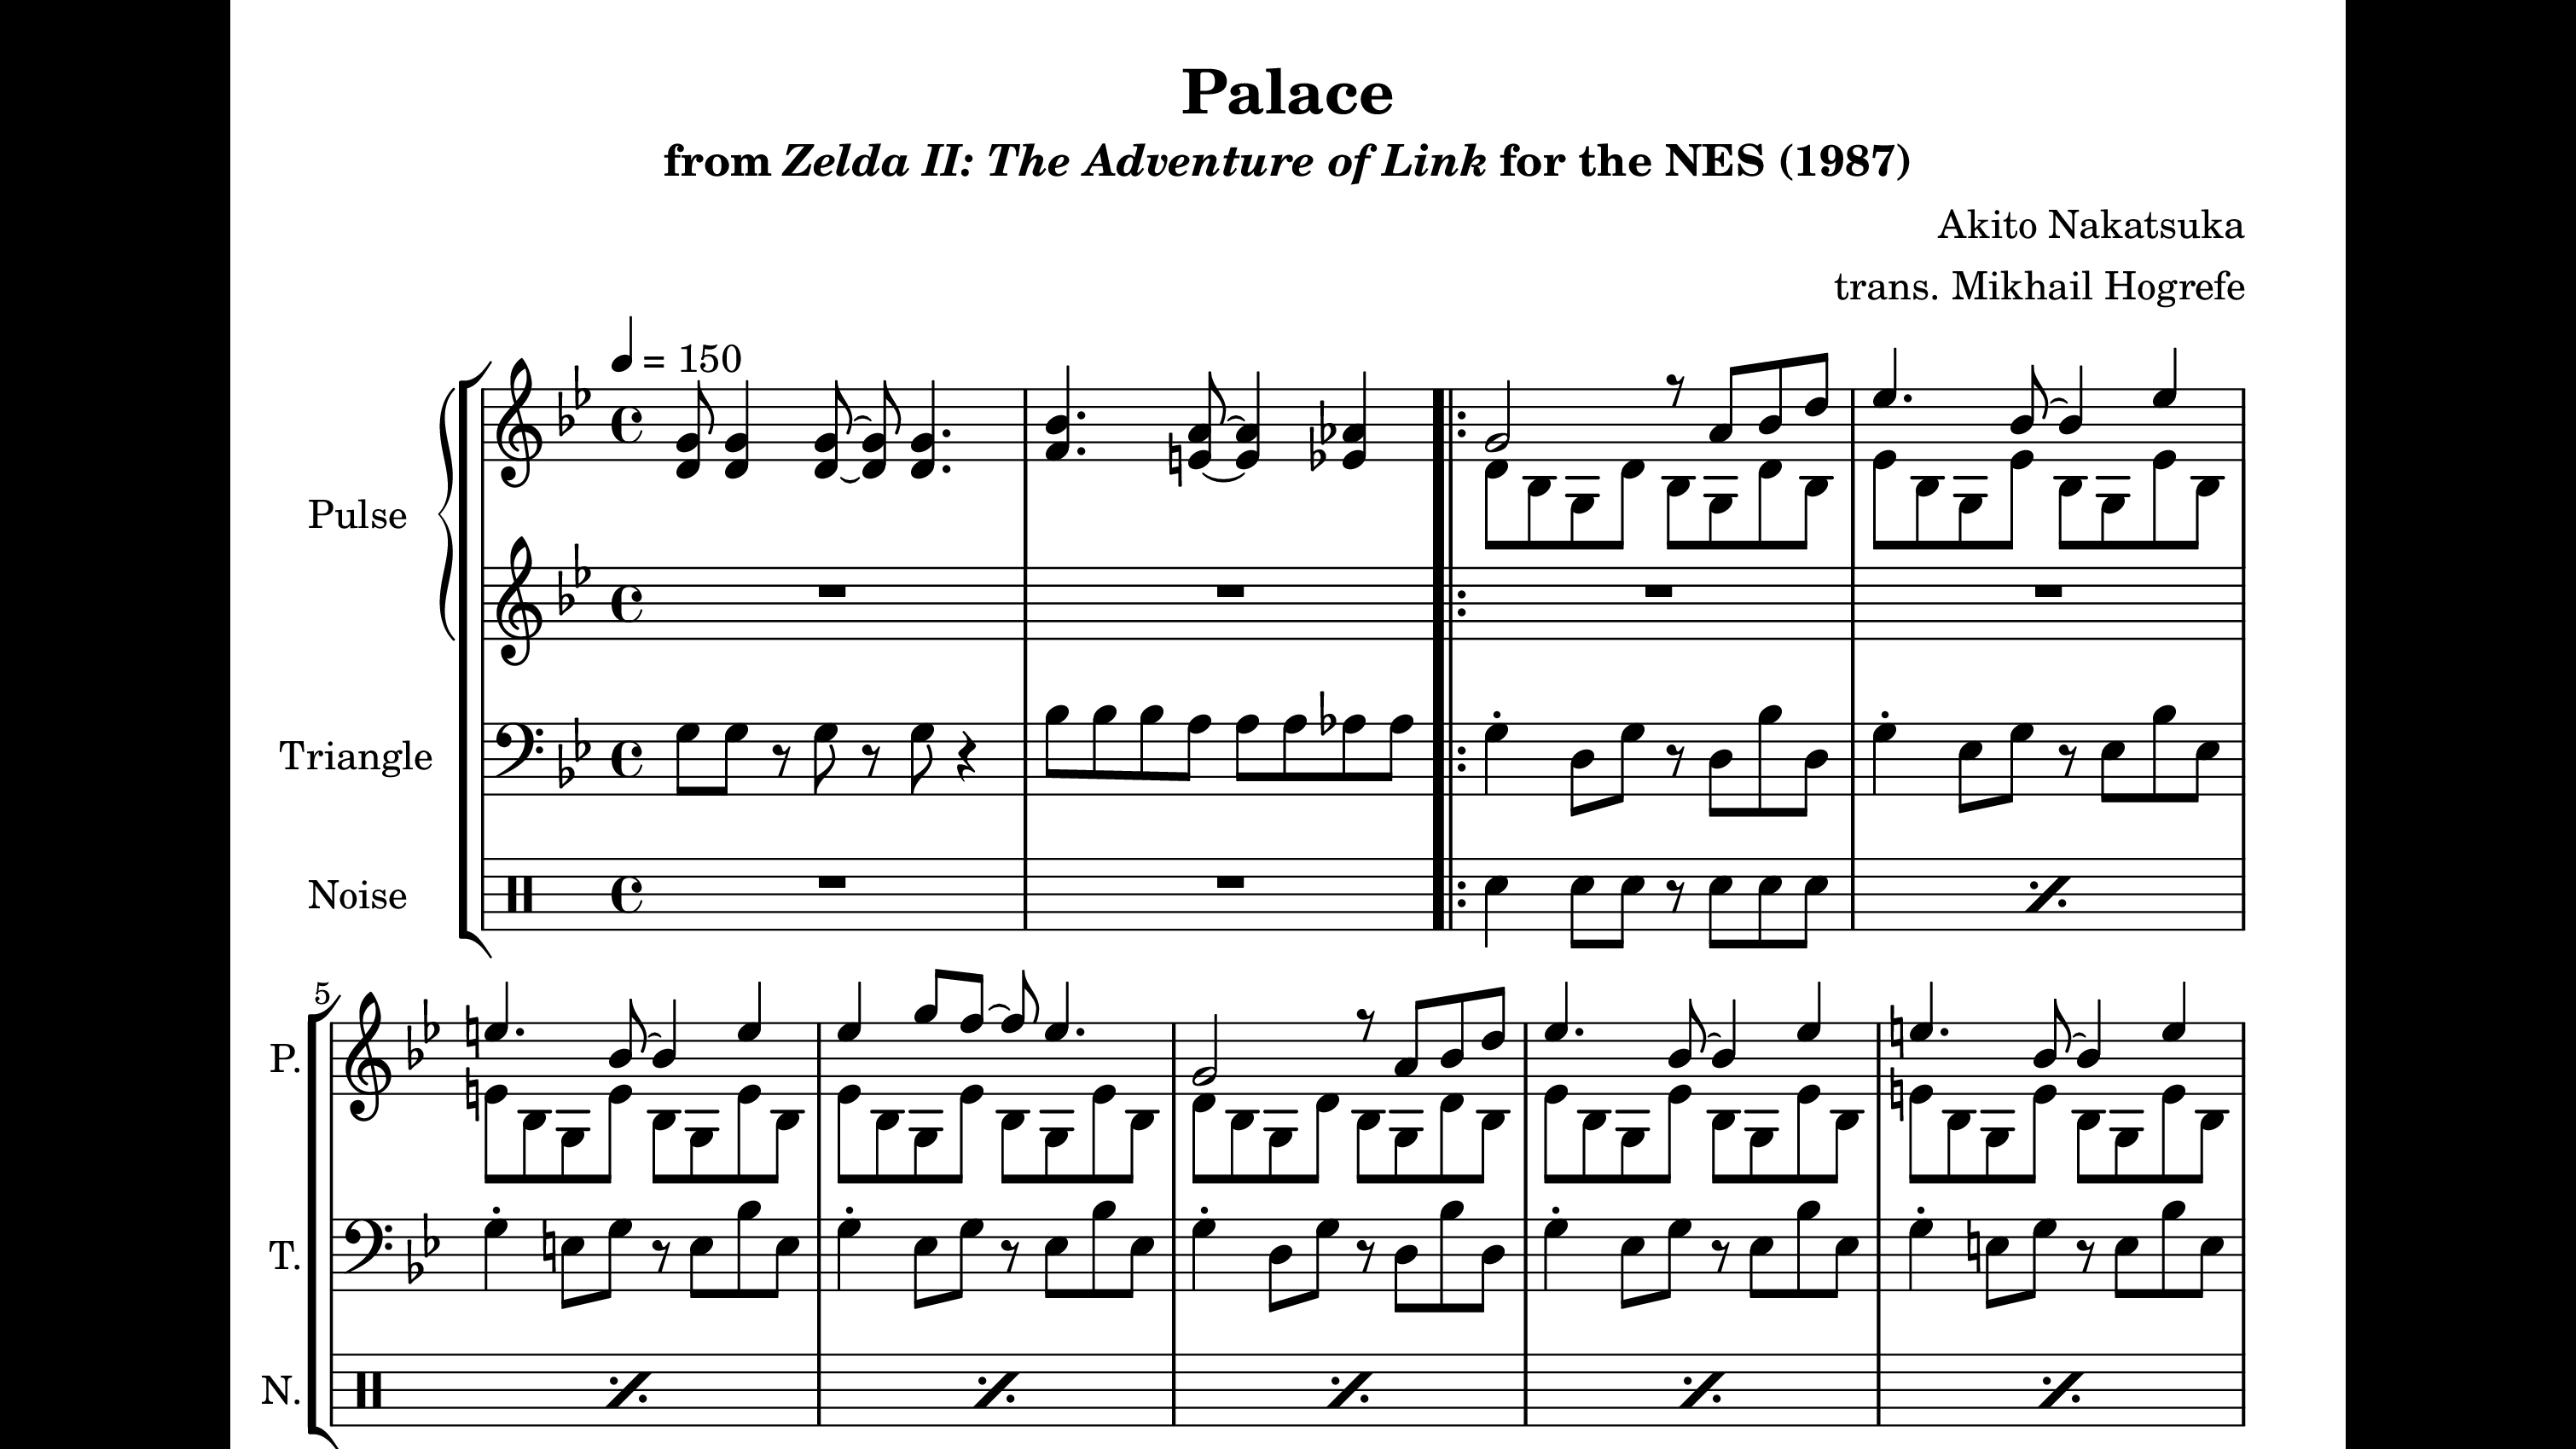 Palace
from Zelda II: The Adventure of Link for the NES (1987)
Akito Nakatsuka
trans. Mikhail Hogrefe
= 150
Pulse
Triangle
Noise
5
P.
T.
N.